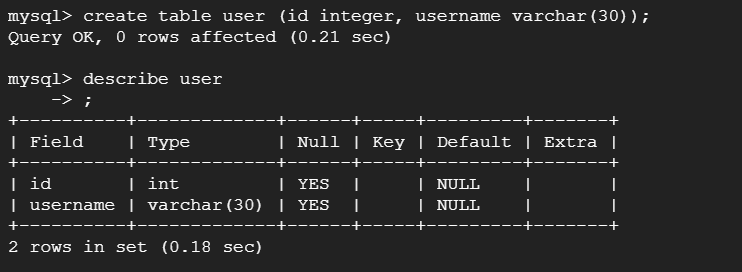 mysql> create table user (id integer, username varchar(30));
Query OK, 0 rows affected (0.21 sec)
mysql> describe user
    -> ;
+----------+-------------+------+-----+---------+-------+
| Field    | Type        | Null | Key | Default | Extra |
+----------+-------------+------+-----+---------+-------+
| id       | int         | YES  |     | NULL    |       |
| username | varchar(30) | YES  |     | NULL    |       |
+----------+-------------+------+-----+---------+-------+
2 rows in set (0.18 sec)